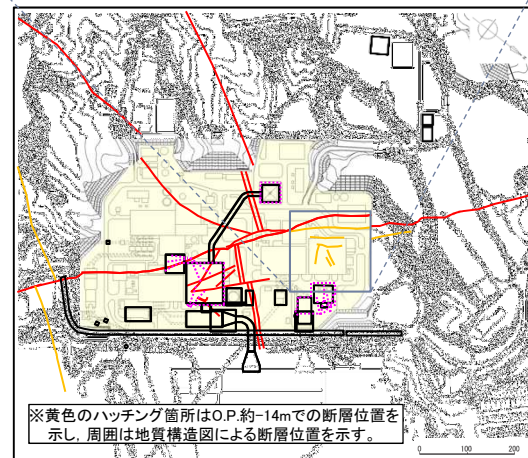 ※黄色のハッチング箇所はO.P.約-14mでの断層位置を
示し，周囲は地質構造図による断層位置を示す。
0 100 200